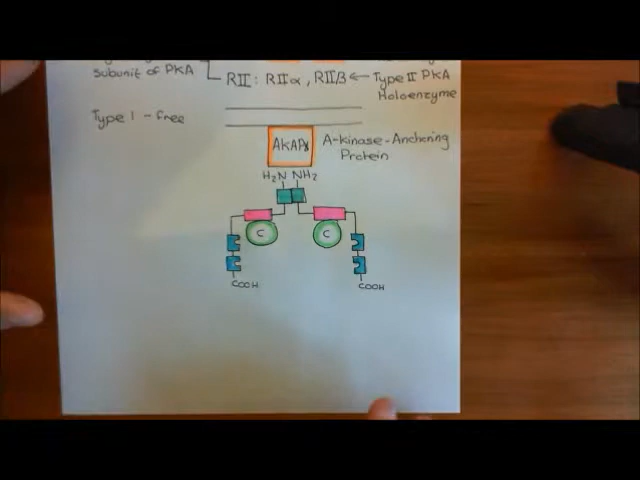 subunit of PKA
RII : RIIα , RIIβ ← Type II PKA
Holoenzyme
Type 1 - free
AKAPs
A-kinase-Anchoring
Protein
H₂N NH₂
C
C
COOH
COOH